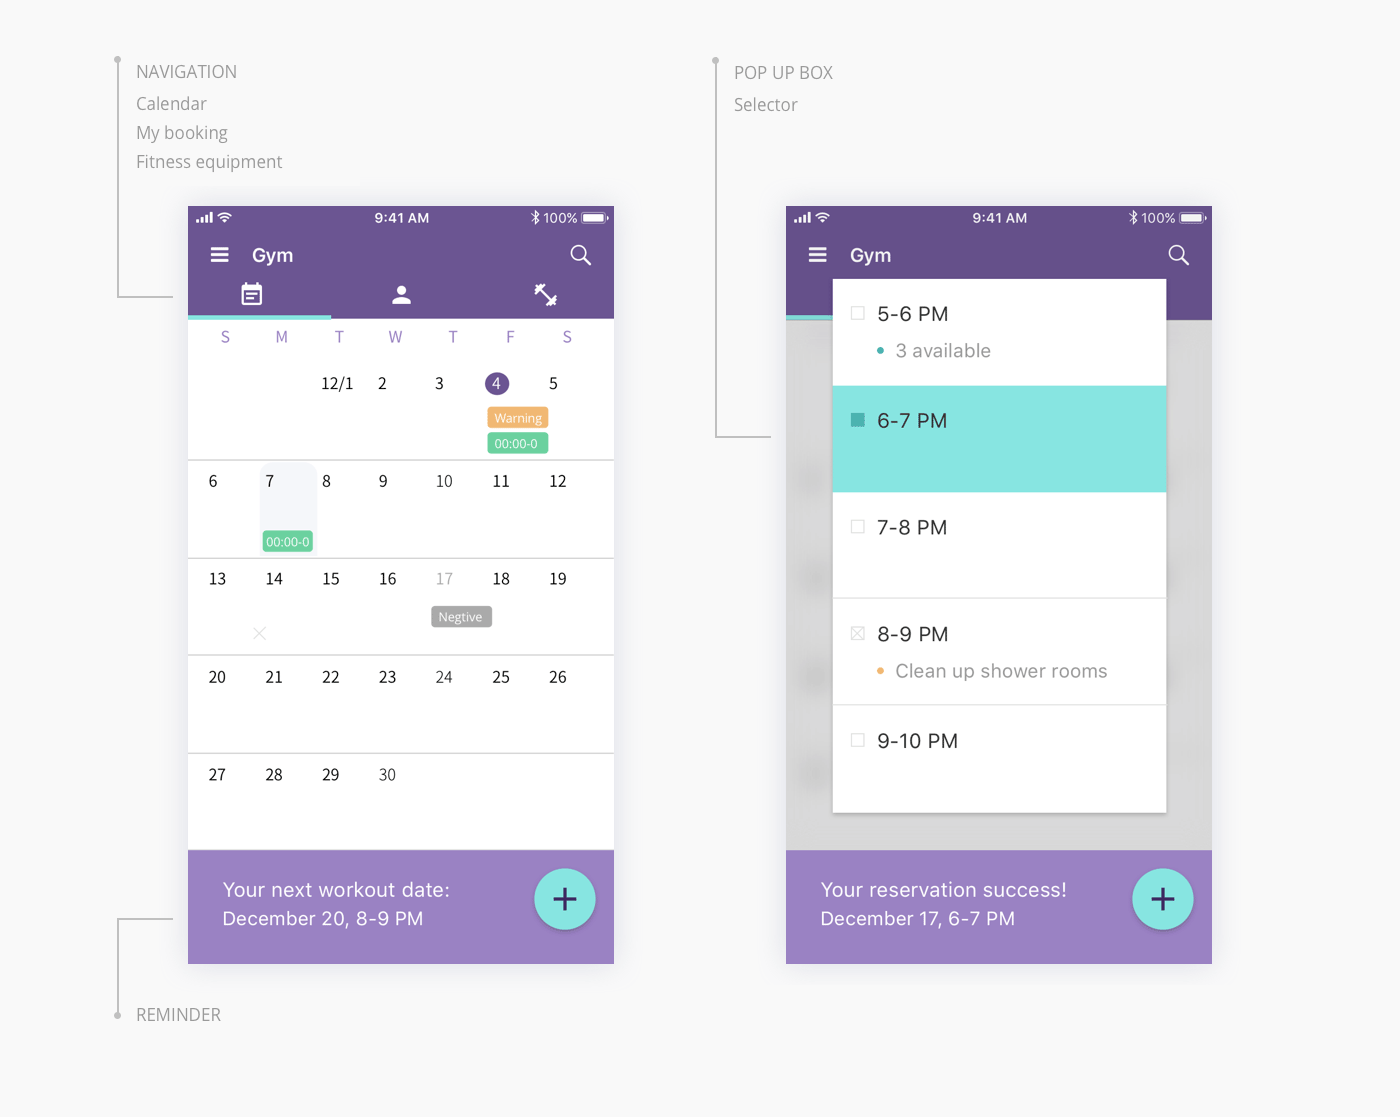 NAVIGATION
Calendar
My booking
Fitness equipment
POP UP BOX
Selector
9:41 AM
100%
Gym
S M T W T F S
12/1 2 3 4 5
Warning
00:00-0
6 7 8 9 10 11 12
00:00-0
13 14 15 16 17 18 19
Negtive
20 21 22 23 24 25 26
27 28 29 30
Your next workout date:
December 20, 8-9 PM
REMINDER
9:41 AM
100%
Gym
5-6 PM
3 available
6-7 PM
7-8 PM
8-9 PM
Clean up shower rooms
9-10 PM
Your reservation success!
December 17, 6-7 PM